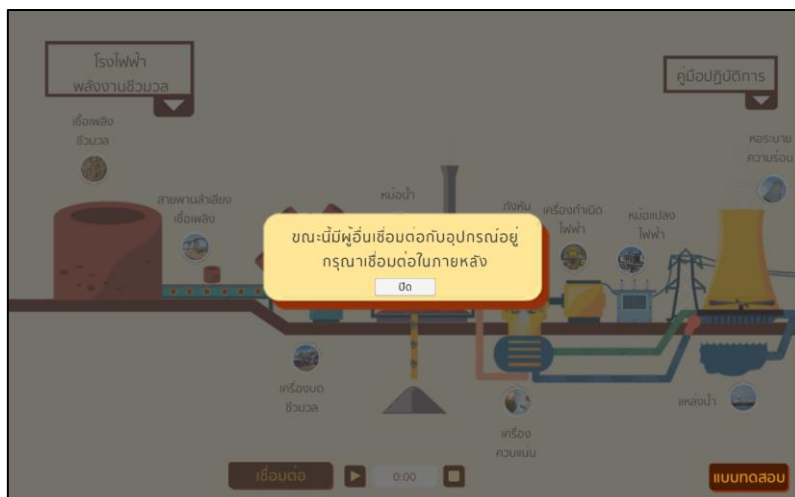 โรงไฟฟ้า
พลังงานชีวมวล
คู่มือปฏิบัติการ
เชื้อเพลิง
ชีวมวล
หอระบาย
ความร้อน
สายพานลำเลียง
เชื้อเพลิง
หม้อน้ำ
กังหัน
เครื่องกำเนิด
ไฟฟ้า
หม้อแปลง
ไฟฟ้า
ขณะนี้มีผู้อื่นเชื่อมต่อกับอุปกรณ์อยู่
กรุณาเชื่อมต่อในภายหลัง
ปิด
เครื่องบด
ชีวมวล
เครื่อง
ควบแน่น
แหล่งน้ำ
เชื่อมต่อ
0:00
แบบทดสอบ